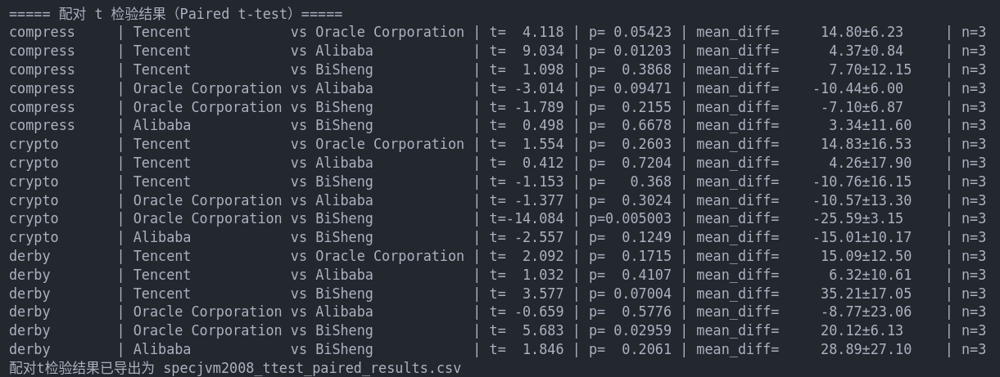 ===== 配对 t 检验结果（Paired t-test）=====
compress     | Tencent            vs Oracle Corporation | t=  4.118 | p= 0.05423 | mean_diff=     14.80±6.23     | n=3
compress     | Tencent            vs Alibaba            | t=  9.034 | p= 0.01203 | mean_diff=      4.37±0.84     | n=3
compress     | Tencent            vs BiSheng            | t=  1.098 | p=  0.3868 | mean_diff=      7.70±12.15    | n=3
compress     | Oracle Corporation vs Alibaba            | t= -3.014 | p= 0.09471 | mean_diff=    -10.44±6.00     | n=3
compress     | Oracle Corporation vs BiSheng            | t= -1.789 | p=  0.2155 | mean_diff=     -7.10±6.87     | n=3
compress     | Alibaba            vs BiSheng            | t=  0.498 | p=  0.6678 | mean_diff=      3.34±11.60    | n=3
crypto       | Tencent            vs Oracle Corporation | t=  1.554 | p=  0.2603 | mean_diff=     14.83±16.53    | n=3
crypto       | Tencent            vs Alibaba            | t=  0.412 | p=  0.7204 | mean_diff=      4.26±17.90    | n=3
crypto       | Tencent            vs BiSheng            | t= -1.153 | p=   0.368 | mean_diff=    -10.76±16.15    | n=3
crypto       | Oracle Corporation vs Alibaba            | t= -1.377 | p=  0.3024 | mean_diff=    -10.57±13.30    | n=3
crypto       | Oracle Corporation vs BiSheng            | t=-14.084 | p=0.005003 | mean_diff=    -25.59±3.15     | n=3
crypto       | Alibaba            vs BiSheng            | t= -2.557 | p=  0.1249 | mean_diff=    -15.01±10.17    | n=3
derby        | Tencent            vs Oracle Corporation | t=  2.092 | p=  0.1715 | mean_diff=     15.09±12.50    | n=3
derby        | Tencent            vs Alibaba            | t=  1.032 | p=  0.4107 | mean_diff=      6.32±10.61    | n=3
derby        | Tencent            vs BiSheng            | t=  3.577 | p= 0.07004 | mean_diff=     35.21±17.05    | n=3
derby        | Oracle Corporation vs Alibaba            | t= -0.659 | p=  0.5776 | mean_diff=     -8.77±23.06    | n=3
derby        | Oracle Corporation vs BiSheng            | t=  5.683 | p= 0.02959 | mean_diff=     20.12±6.13     | n=3
derby        | Alibaba            vs BiSheng            | t=  1.846 | p=  0.2061 | mean_diff=     28.89±27.10    | n=3
配对t检验结果已导出为 specjvm2008_ttest_paired_results.csv